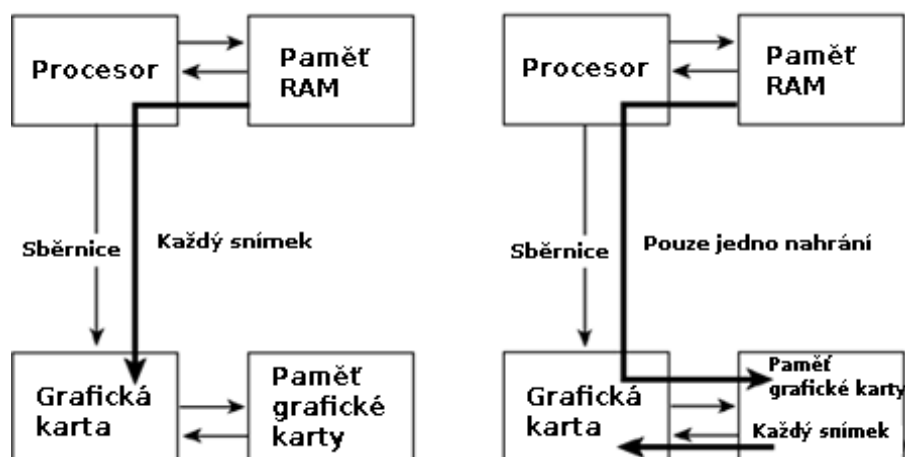 Procesor
Paměť
RAM
Sběrnice
Každý snímek
Grafická
karta
Paměť
grafické
karty
Procesor
Paměť
RAM
Sběrnice
Pouze jedno nahrání
Grafická
karta
Paměť
grafické karty
Každý snímek